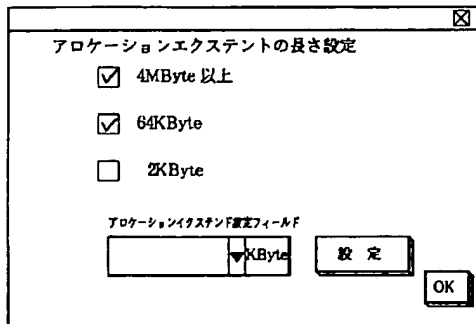 アロケーションエクステントの長さ設定
4MByte 以上
64KByte
2KByte
アロケーションイクステンド設定フィールド
KByte
設 定
OK